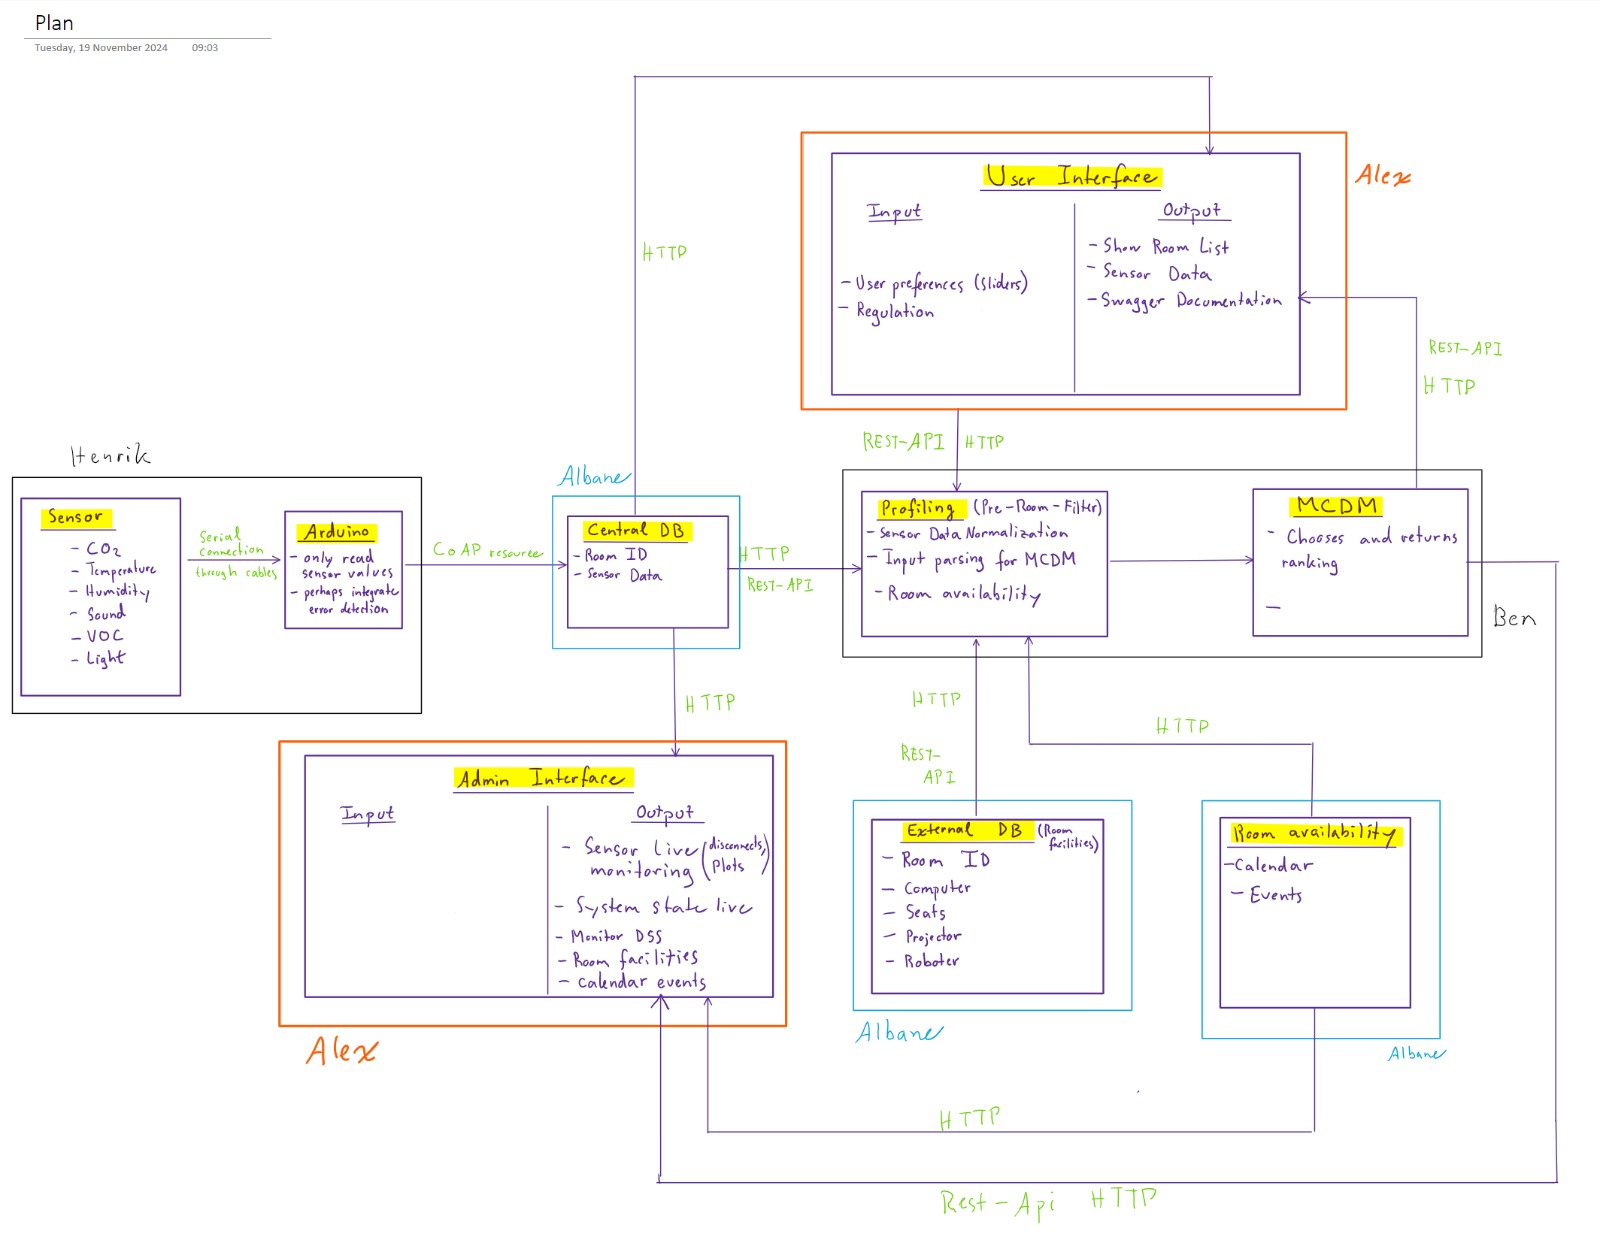 Plan
Tuesday, 19 November 2024 09:03
HTTP
User Interface
Alex
Input
Output
- User preferences (Sliders)
- Regulation
- Show Room List
- Sensor Data
- Swagger Documentation
REST-API
HTTP
REST-API HTTP
Henrik
Sensor
- CO2
- Temperature
- Humidity
- Sound
- VOC
- Light
Serial
connection
through cables
Arduino
- only read
sensor values
- perhaps integrate
error detection
CoAP resource
Albane
Central DB
- Room ID
- Sensor Data
HTTP
REST-API
Profiling (Pre-Room-Filter)
- Sensor Data Normalization
- Input parsing for MCDM
- Room availability
MCDM
- Chooses and returns
ranking
-
Ben
HTTP
Admin Interface
Input
Output
- Sensor Live
monitoring
(disconnects,
Plots)
- System state live
- Monitor DSS
- Room facilities
- Calendar events
Alex
HTTP
REST-
API
External DB (Room
facilities)
- Room ID
- Computer
- Seats
- Projector
- Roboter
Albane
HTTP
Room availability
- Calendar
- Events
Albane
HTTP
Rest-Api HTTP